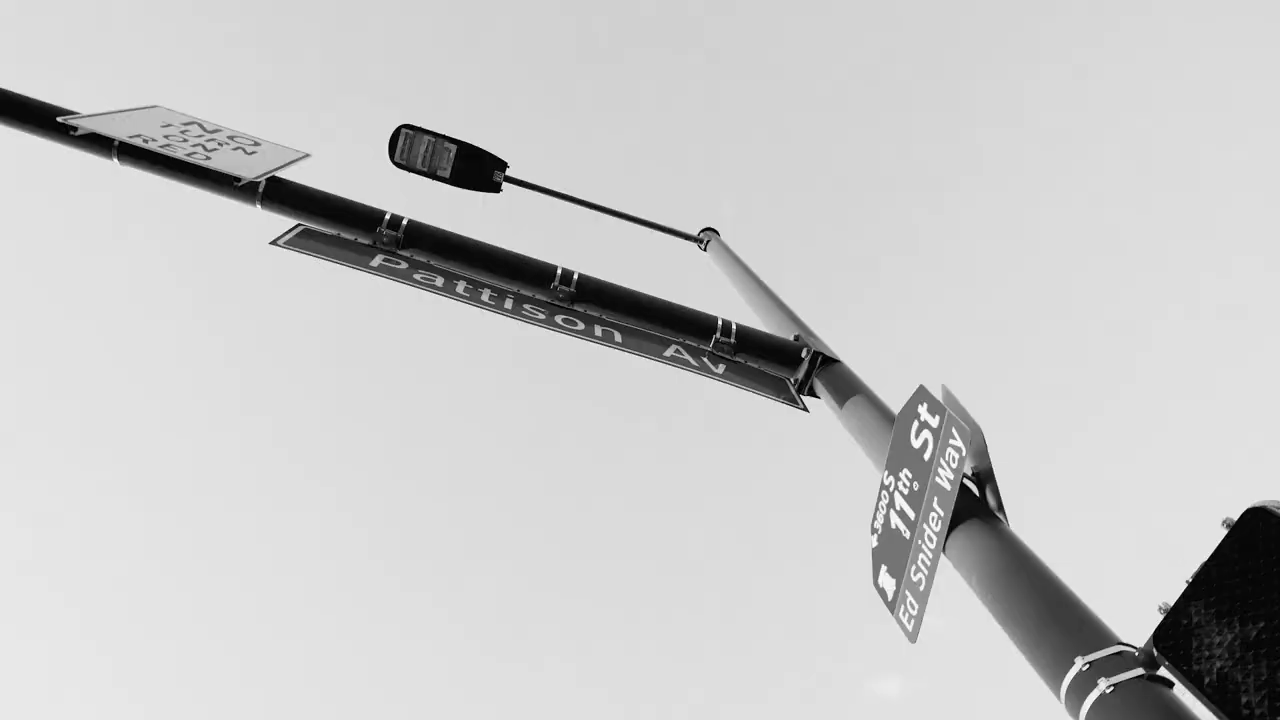 NO
TURN
ON
RED
Pattison Av
3600 S
11th St
Ed Snider Way